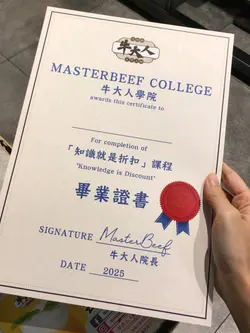 牛大人
MASTERBEEF COLLEGE
牛大人學院
awards this certificate to
For completion of
「知識就是折扣」課程
'Knowledge is Discount'
畢業證書
SIGNATURE MasterBeef
牛大人院長
DATE 2025